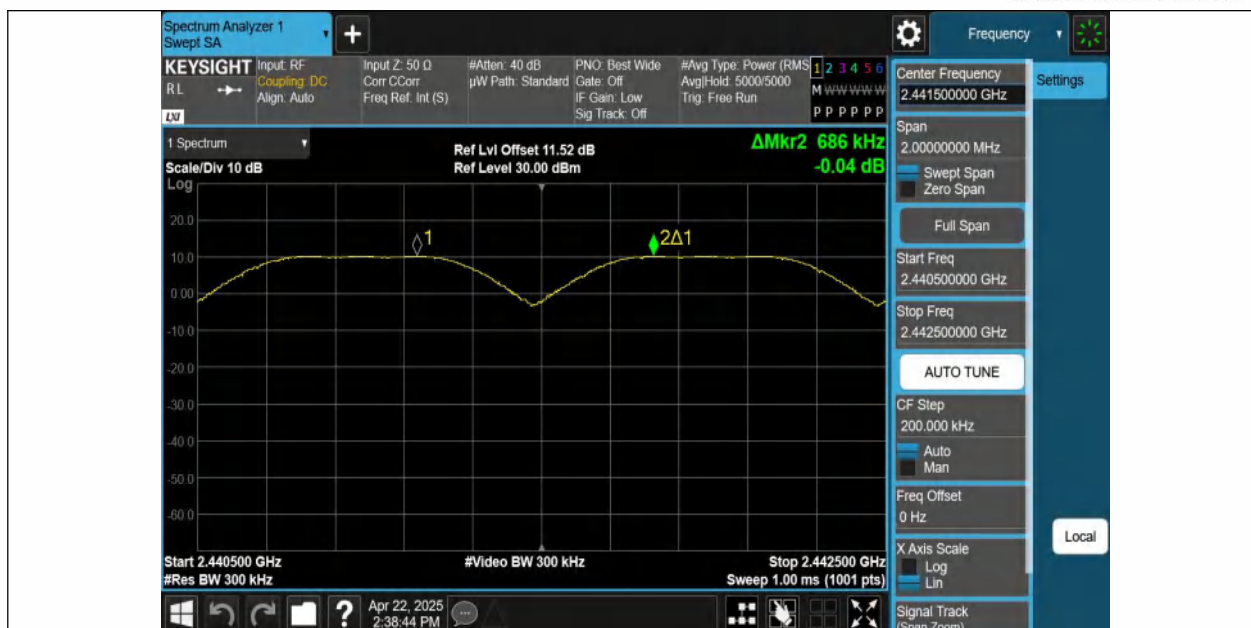 Spectrum Analyzer 1
Swept SA
+
Frequency
KEYSIGHT
RL
LXI
Input: RF
Coupling: DC
Align: Auto
Input Z: 50 Ω
Corr CCorr
Freq Ref: Int (S)
#Atten: 40 dB
µW Path: Standard
PNO: Best Wide
Gate: Off
IF Gain: Low
Sig Track: Off
#Avg Type: Power (RMS
Avg|Hold: 5000/5000
Trig: Free Run
1 2 3 4 5 6
M W W W W W
P P P P P P
1 Spectrum
Scale/Div 10 dB
Log
Ref Lvl Offset 11.52 dB
Ref Level 30.00 dBm
ΔMkr2 686 kHz
-0.04 dB
20.0
10.0
0.00
-10.0
-20.0
-30.0
-40.0
-50.0
-60.0
1
2Δ1
Start 2.440500 GHz
#Res BW 300 kHz
#Video BW 300 kHz
Stop 2.442500 GHz
Sweep 1.00 ms (1001 pts)
?
Apr 22, 2025
2:38:44 PM
Center Frequency
2.441500000 GHz
Settings
Span
2.00000000 MHz
Swept Span
Zero Span
Full Span
Start Freq
2.440500000 GHz
Stop Freq
2.442500000 GHz
AUTO TUNE
CF Step
200.000 kHz
Auto
Man
Freq Offset
0 Hz
X Axis Scale
Log
Lin
Local
Signal Track
(Span Zoom)